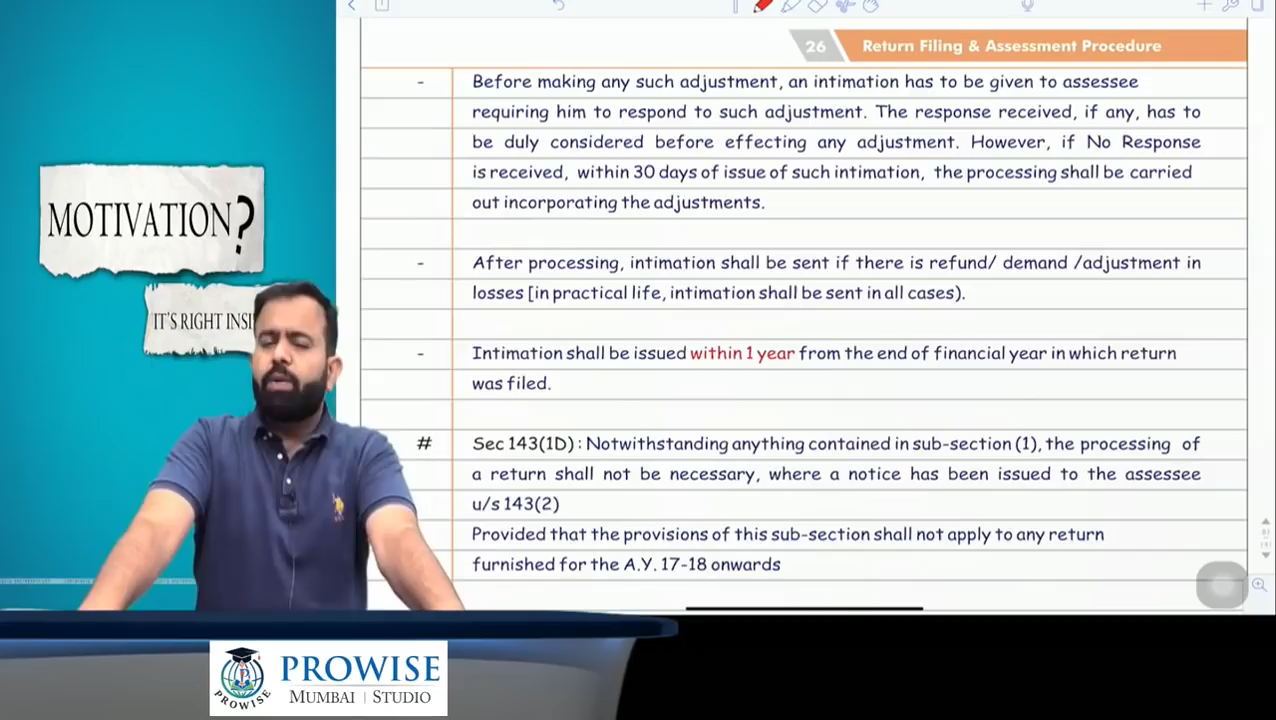 26 Return Filing & Assessment Procedure
- Before making any such adjustment, an intimation has to be given to assessee
requiring him to respond to such adjustment. The response received, if any, has to
be duly considered before effecting any adjustment. However, if No Response
is received, within 30 days of issue of such intimation, the processing shall be carried
out incorporating the adjustments.
- After processing, intimation shall be sent if there is refund/ demand /adjustment in
losses [in practical life, intimation shall be sent in all cases).
- Intimation shall be issued within 1 year from the end of financial year in which return
was filed.
# Sec 143(1D) : Notwithstanding anything contained in sub-section (1), the processing of
a return shall not be necessary, where a notice has been issued to the assessee
u/s 143(2)
Provided that the provisions of this sub-section shall not apply to any return
furnished for the A.Y. 17-18 onwards
MOTIVATION?
IT'S RIGHT INSI
PROWISE
PROWISE
MUMBAI | STUDIO